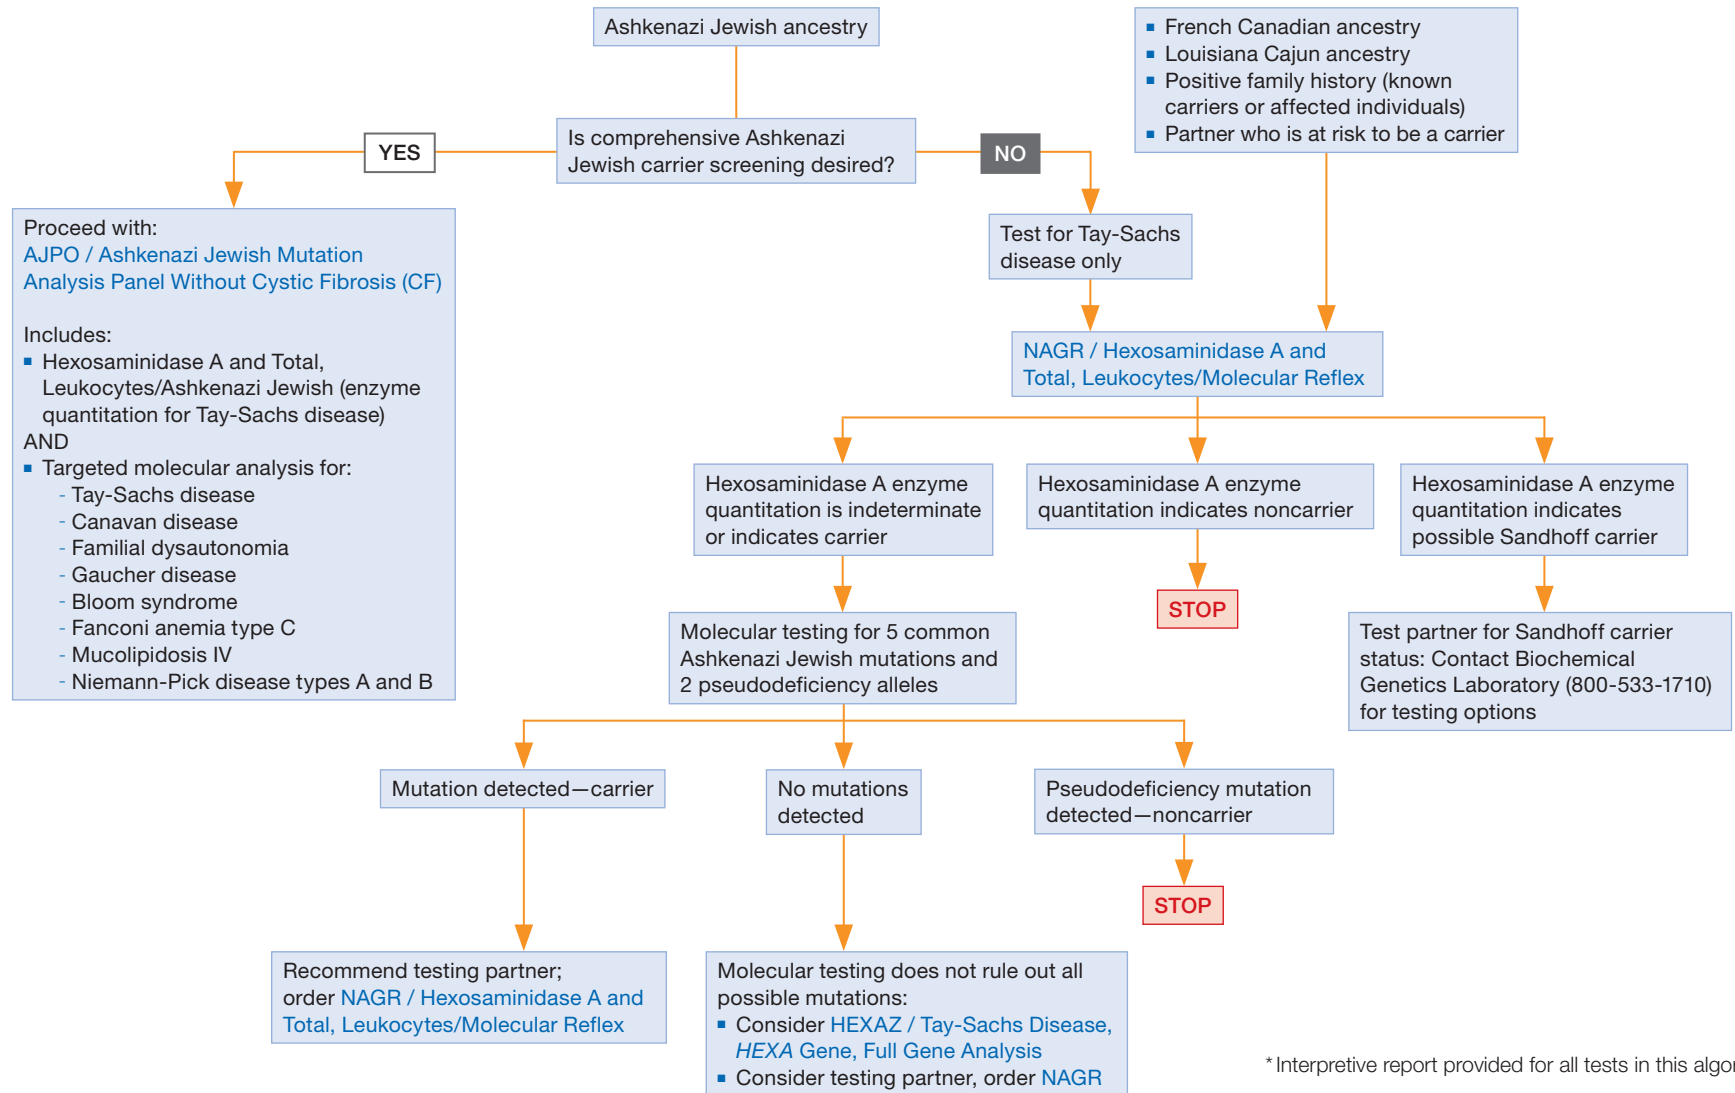 Ashkenazi Jewish ancestry
▪ French Canadian ancestry
▪ Louisiana Cajun ancestry
▪ Positive family history (known
carriers or affected individuals)
▪ Partner who is at risk to be a carrier
Is comprehensive Ashkenazi
Jewish carrier screening desired?
YES
NO
Proceed with:
AJPO / Ashkenazi Jewish Mutation
Analysis Panel Without Cystic Fibrosis (CF)
Includes:
▪ Hexosaminidase A and Total,
Leukocytes/Ashkenazi Jewish (enzyme
quantitation for Tay-Sachs disease)
AND
▪ Targeted molecular analysis for:
- Tay-Sachs disease
- Canavan disease
- Familial dysautonomia
- Gaucher disease
- Bloom syndrome
- Fanconi anemia type C
- Mucolipidosis IV
- Niemann-Pick disease types A and B
Test for Tay-Sachs
disease only
NAGR / Hexosaminidase A and
Total, Leukocytes/Molecular Reflex
Hexosaminidase A enzyme
quantitation is indeterminate
or indicates carrier
Hexosaminidase A enzyme
quantitation indicates noncarrier
Hexosaminidase A enzyme
quantitation indicates
possible Sandhoff carrier
STOP
Molecular testing for 5 common
Ashkenazi Jewish mutations and
2 pseudodeficiency alleles
Test partner for Sandhoff carrier
status: Contact Biochemical
Genetics Laboratory (800-533-1710)
for testing options
Mutation detected—carrier
No mutations
detected
Pseudodeficiency mutation
detected—noncarrier
STOP
Recommend testing partner;
order NAGR / Hexosaminidase A and
Total, Leukocytes/Molecular Reflex
Molecular testing does not rule out all
possible mutations:
▪ Consider HEXAZ / Tay-Sachs Disease,
HEXA Gene, Full Gene Analysis
▪ Consider testing partner, order NAGR
* Interpretive report provided for all tests in this algor